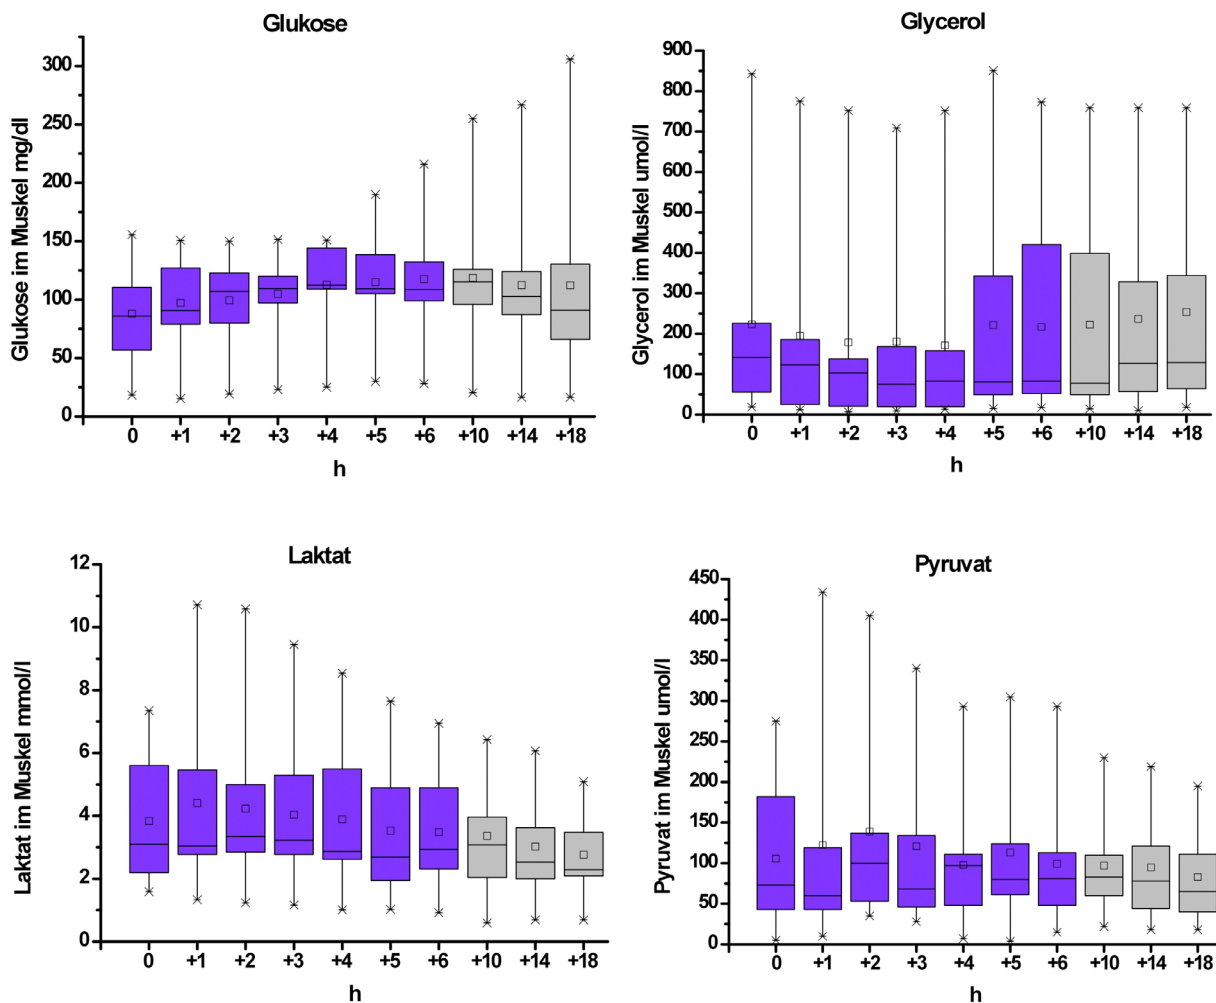 Glukose
Glukose im Muskel mg/dl
300
250
200
150
100
50
0
0 +1 +2 +3 +4 +5 +6 +10 +14 +18
h
Glycerol
Glycerol im Muskel umol/l
900
800
700
600
500
400
300
200
100
0
0 +1 +2 +3 +4 +5 +6 +10 +14 +18
h
Laktat
Laktat im Muskel mmol/l
12
10
8
6
4
2
0
0 +1 +2 +3 +4 +5 +6 +10 +14 +18
h
Pyruvat
Pyruvat im Muskel umol/l
450
400
350
300
250
200
150
100
50
0
0 +1 +2 +3 +4 +5 +6 +10 +14 +18
h